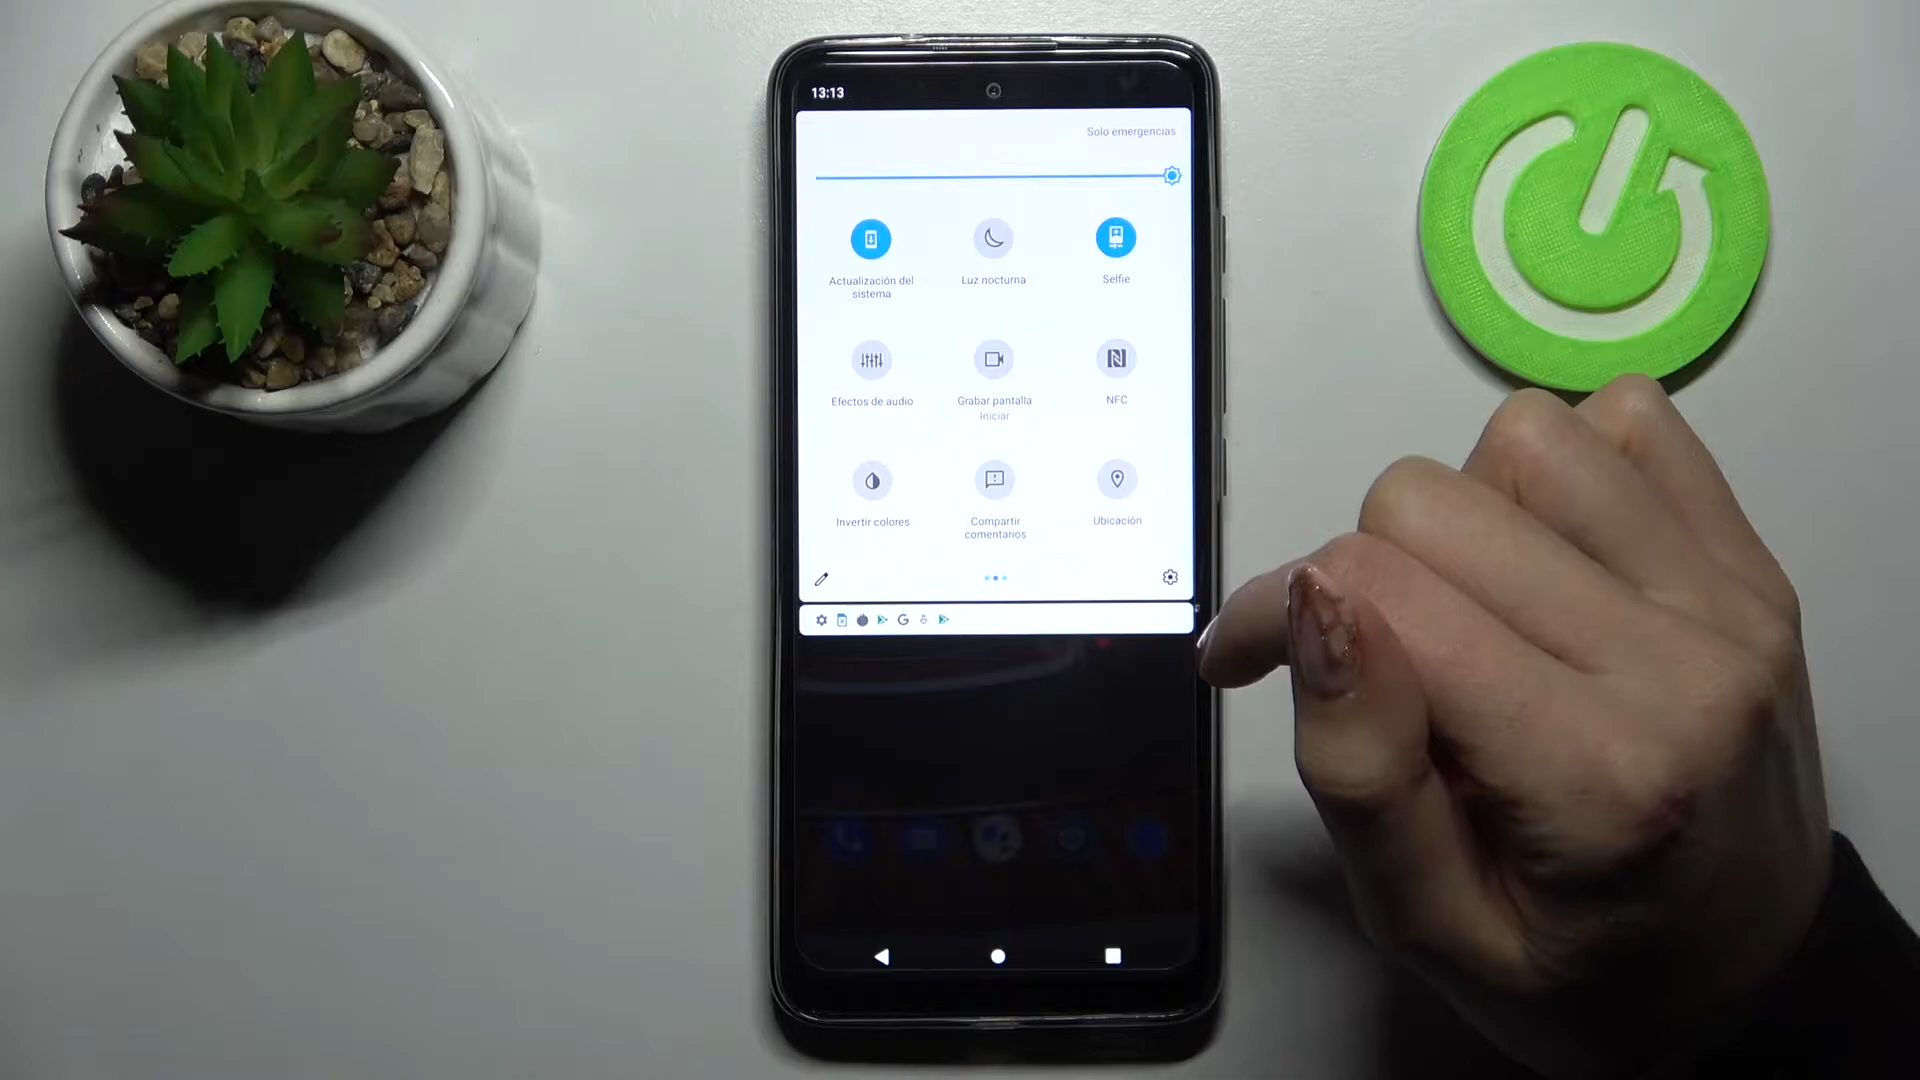 13:13
Solo emergencias
Actualización del
sistema
Luz nocturna
Selfie
Efectos de audio
Grabar pantalla
Iniciar
NFC
Invertir colores
Compartir
comentarios
Ubicación